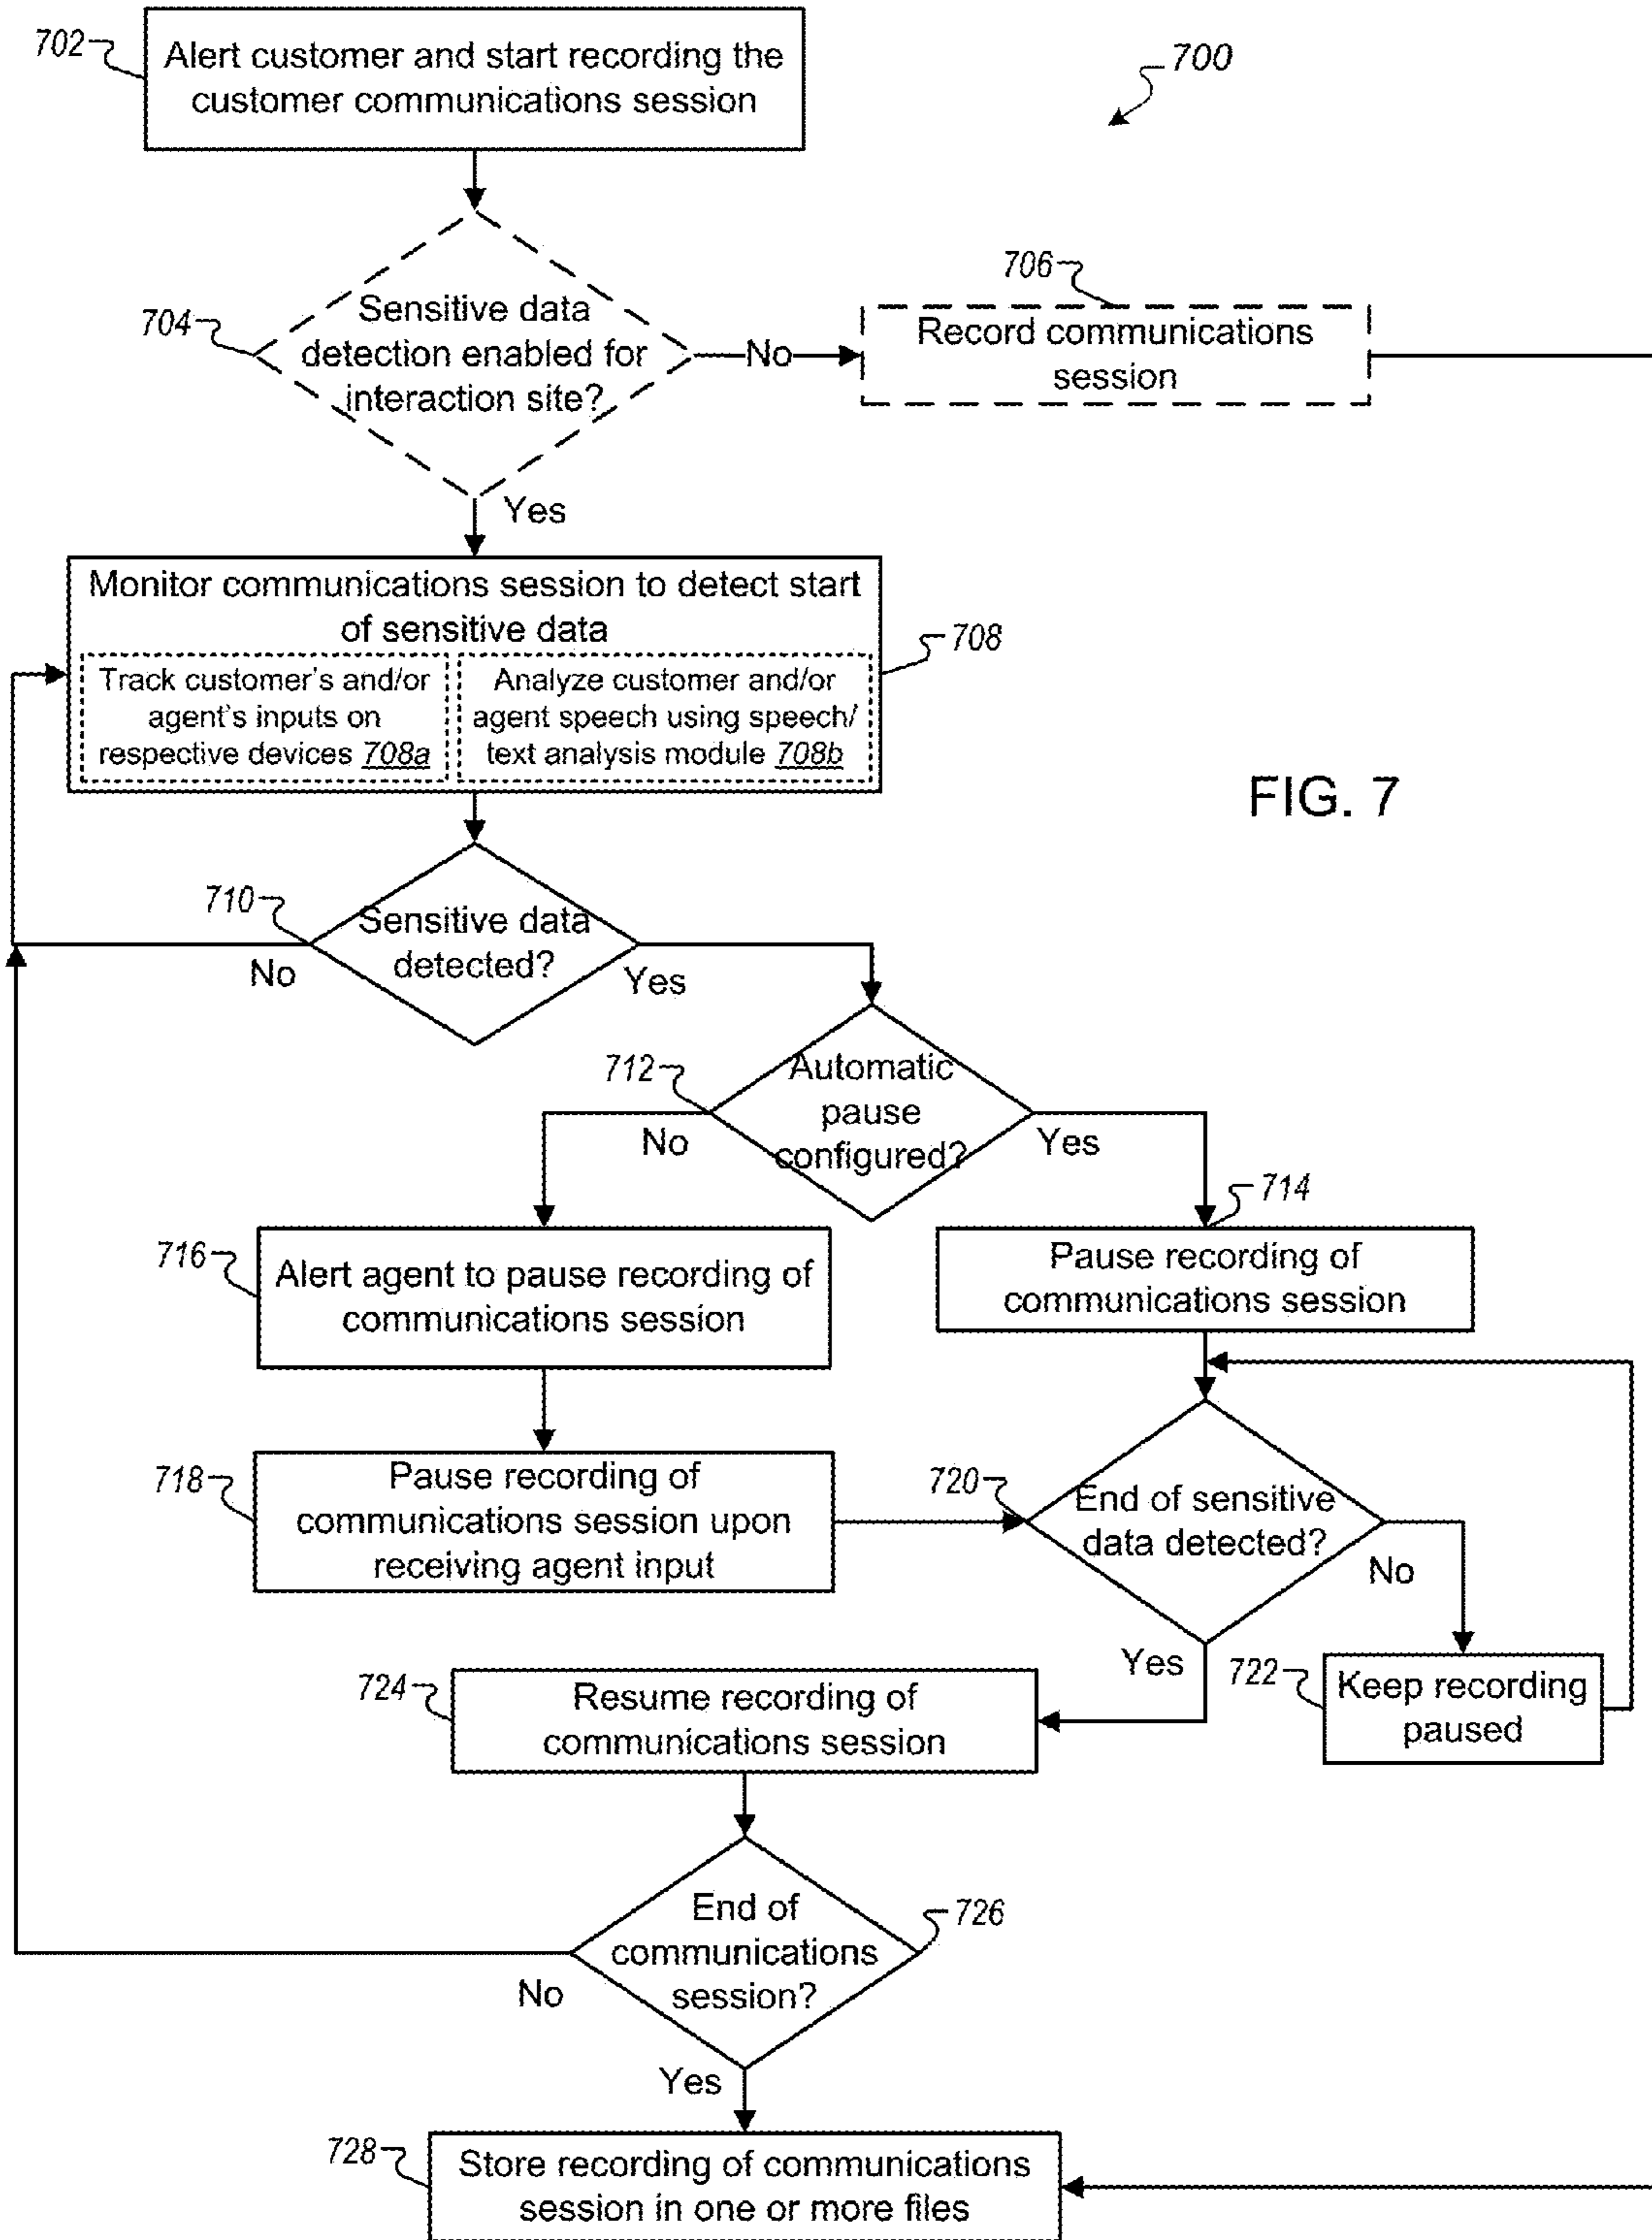 702
Alert customer and start recording the
customer communications session
700
704
Sensitive data
detection enabled for
interaction site?
No
706
Record communications
session
Yes
Monitor communications session to detect start
of sensitive data
708
Track customer's and/or
agent's inputs on
respective devices 708a
Analyze customer and/or
agent speech using speech/
text analysis module 708b
FIG. 7
710
Sensitive data
detected?
No
Yes
712
Automatic
pause
configured?
No
Yes
714
716
Alert agent to pause recording of
communications session
Pause recording of
communications session
718
Pause recording of
communications session upon
receiving agent input
720
End of sensitive
data detected?
No
Yes
722
Keep recording
paused
724
Resume recording of
communications session
End of
communications
session?
726
No
Yes
728
Store recording of communications
session in one or more files